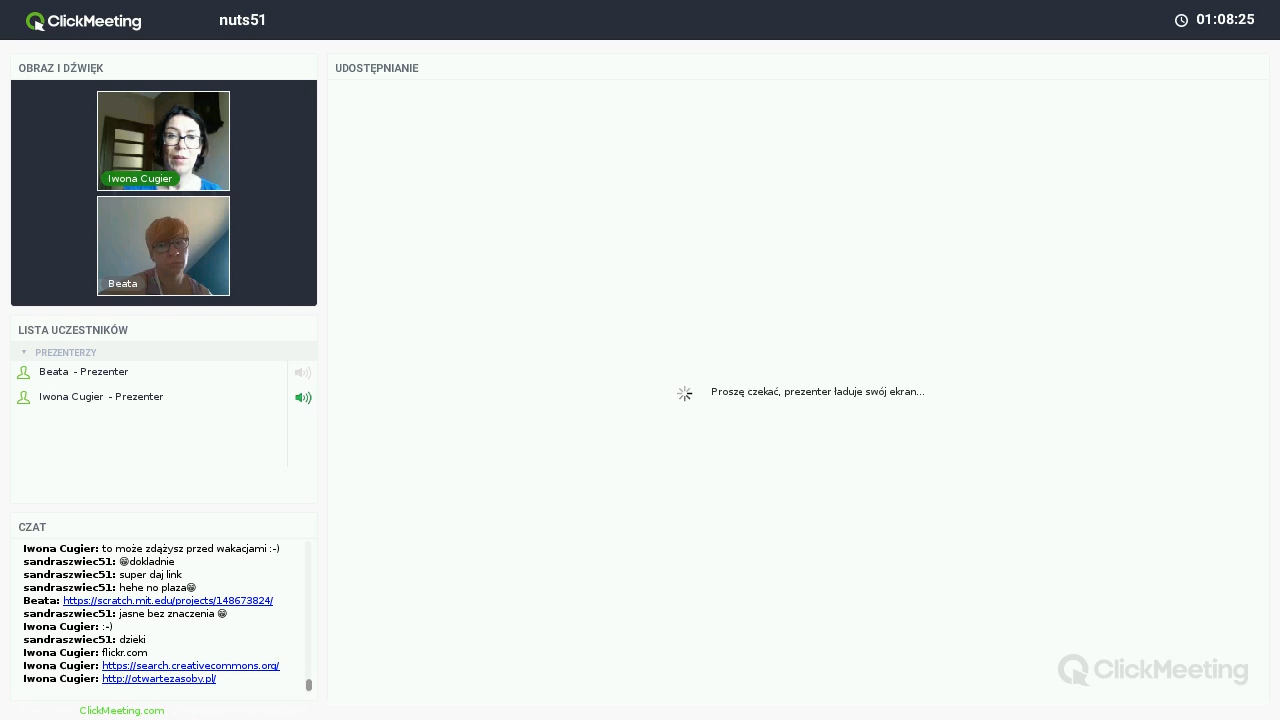 ClickMeeting
nuts51
01:08:25
OBRAZ I DŹWIĘK
Iwona Cugier
Beata
LISTA UCZESTNIKÓW
PREZENTERZY
Beata - Prezenter
Iwona Cugier - Prezenter
CZAT
Iwona Cugier: to może zdążysz przed wakacjami :-)
sandraszwiec51: 😁dokladnie
sandraszwiec51: super daj link
sandraszwiec51: hehe no plaza😁
Beata: https://scratch.mit.edu/projects/148673824/
sandraszwiec51: jasne bez znaczenia 😁
Iwona Cugier: :-)
sandraszwiec51: dzieki
Iwona Cugier: flickr.com
Iwona Cugier: https://search.creativecommons.org/
Iwona Cugier: http://otwartezasoby.pl/
ClickMeeting.com
UDOSTĘPNIANIE
Proszę czekać, prezenter ładuje swój ekran...
ClickMeeting